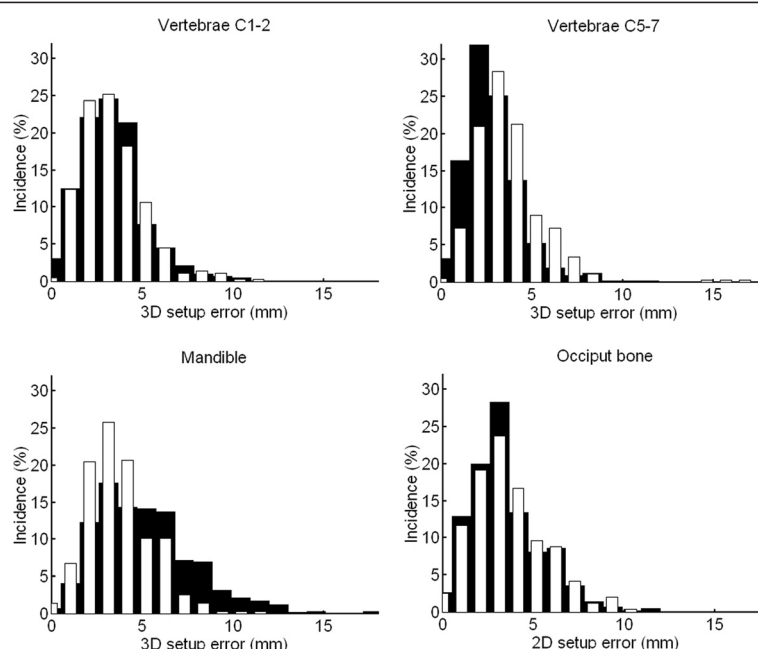 Vertebrae C1-2
Vertebrae C5-7
30
25
20
15
10
5
0
Incidence (%)
0 5 10 15
3D setup error (mm)
30
25
20
15
10
5
0
Incidence (%)
0 5 10 15
3D setup error (mm)
Mandible
Occiput bone
30
25
20
15
10
5
0
Incidence (%)
0 5 10 15
3D setup error (mm)
30
25
20
15
10
5
0
Incidence (%)
0 5 10 15
2D setup error (mm)